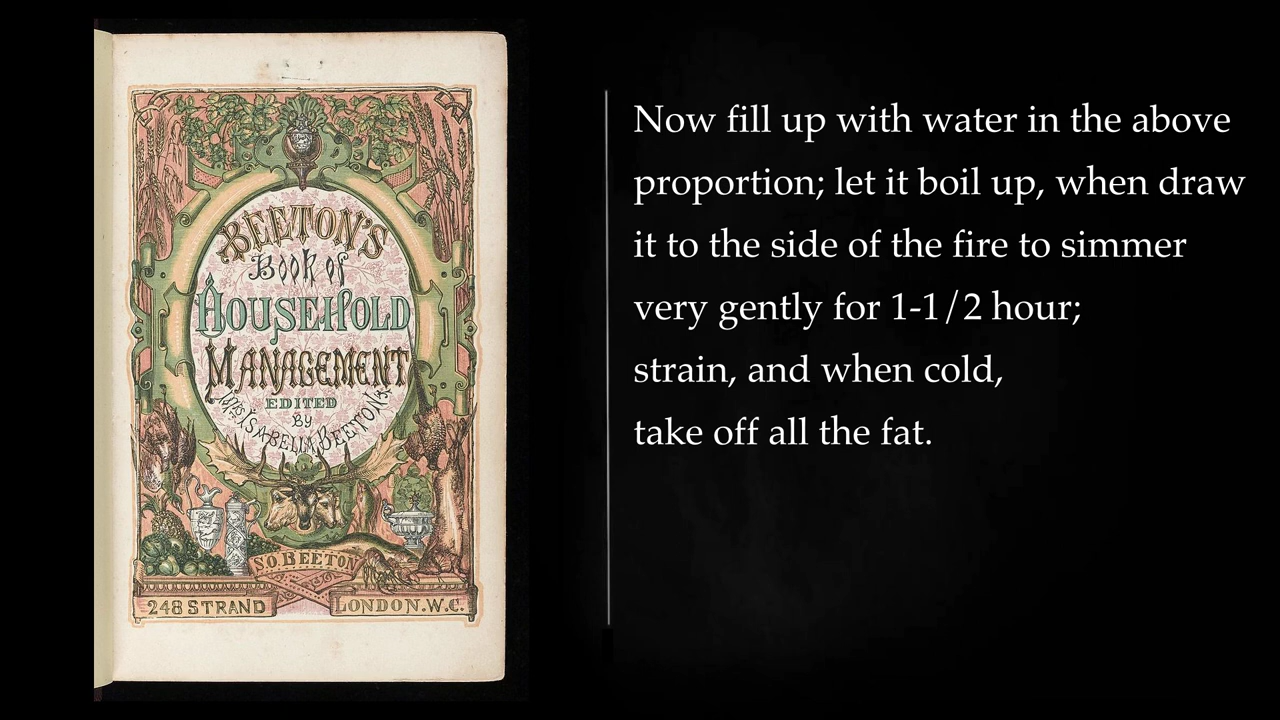 BEETON'S
Book of
HOUSEHOLD
MANAGEMENT
EDITED
BY
MRS ISABELLA BEETON
S.O. BEETON
248 STRAND
LONDON. W.C.
Now fill up with water in the above
proportion; let it boil up, when draw
it to the side of the fire to simmer
very gently for 1-1/2 hour;
strain, and when cold,
take off all the fat.